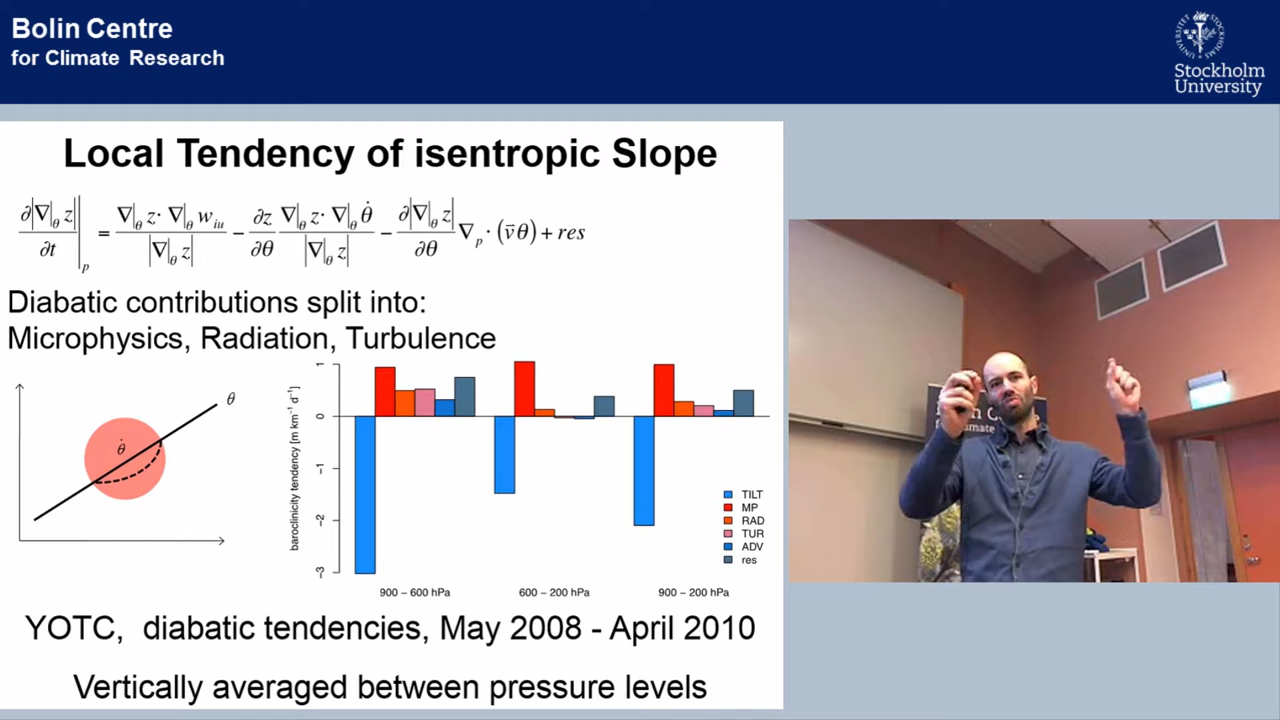 Bolin Centre
for Climate Research
Stockholm
University
Local Tendency of isentropic Slope
∂|∇|θ z| / ∂t |p = ∇|θ z · ∇|θ wiu / |∇|θ z| − ∂z/∂θ ∇|θ z · ∇|θ θ̇ / |∇|θ z| − ∂|∇|θ z| / ∂θ ∇p · (v⃗θ) + res
Diabatic contributions split into:
Microphysics, Radiation, Turbulence
θ
θ̇
baroclinicity tendency [m km⁻¹ d⁻¹]
1
0
−1
−2
−3
TILT
MP
RAD
TUR
ADV
res
900 − 600 hPa
600 − 200 hPa
900 − 200 hPa
YOTC, diabatic tendencies, May 2008 - April 2010
Vertically averaged between pressure levels